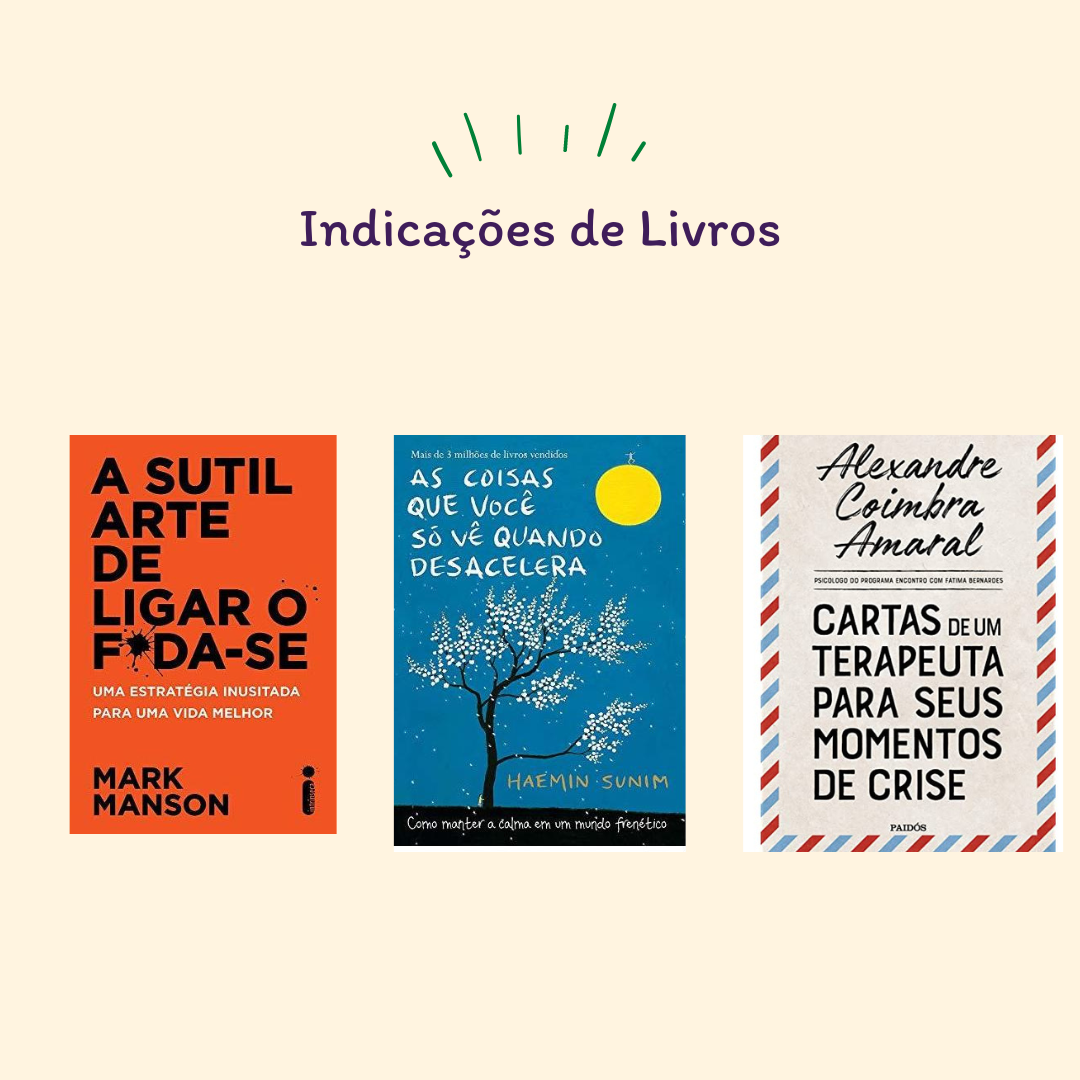 Indicações de Livros
A SUTIL
ARTE
DE
LIGAR O
F*DA-SE
UMA ESTRATÉGIA INUSITADA
PARA UMA VIDA MELHOR
MARK
MANSON
intrínseca
Mais de 3 milhões de livros vendidos
AS COISAS
QUE VOCÊ
SÓ VÊ QUANDO
DESACELERA
HAEMIN SUNIM
Como manter a calma em um mundo frenético
Alexandre
Coimbra
Amaral
PSICÓLOGO DO PROGRAMA ENCONTRO COM FÁTIMA BERNARDES
CARTAS DE UM
TERAPEUTA
PARA SEUS
MOMENTOS
DE CRISE
PAIDÓS